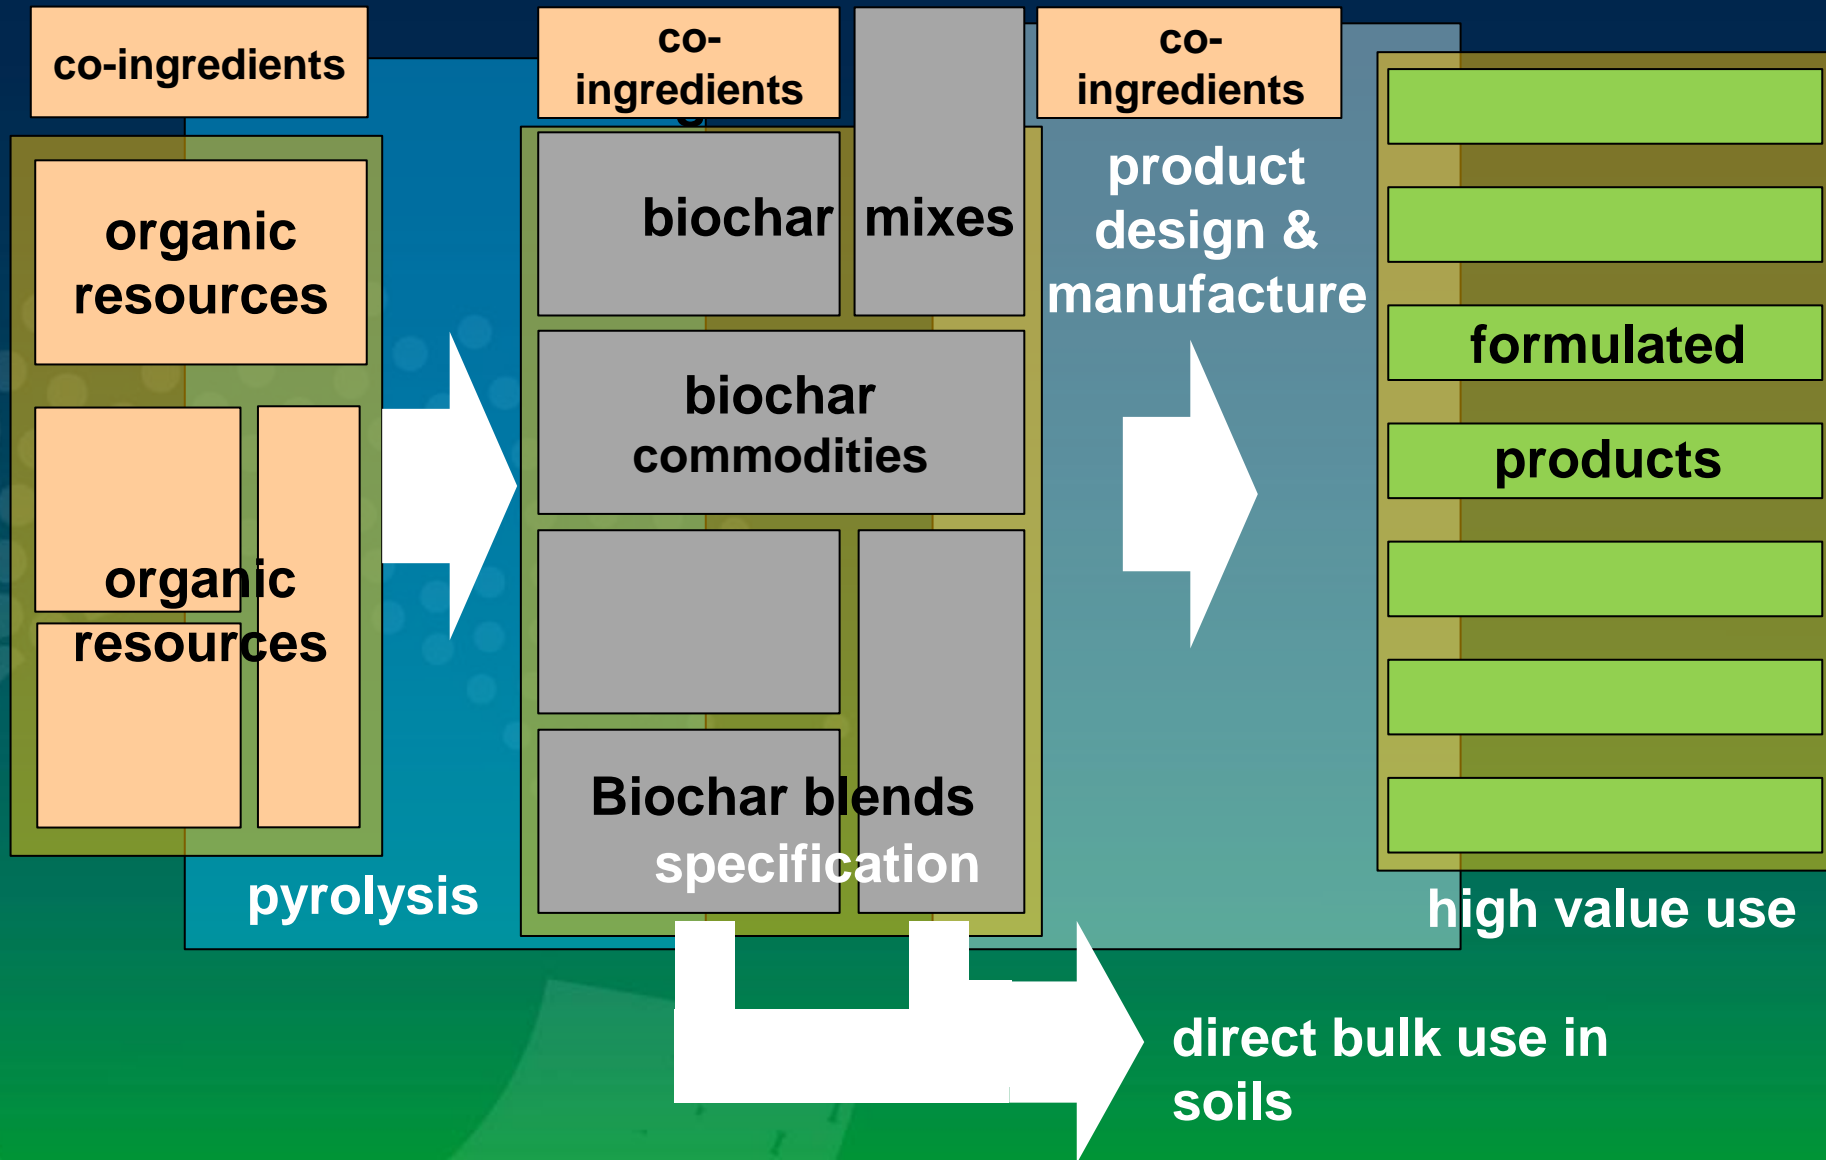 co-ingredients
co-
ingredients
co-
ingredients
organic
resources
organic
resources
pyrolysis
biochar mixes
biochar
commodities
Biochar blends
specification
product
design &
manufacture
formulated
products
high value use
direct bulk use in
soils